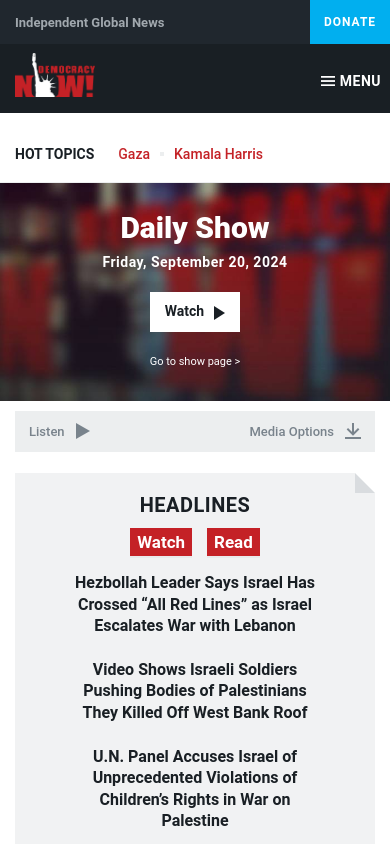 Independent Global News
DONATE
DEMOCRACY
NOW!
MENU
HOT TOPICS
Gaza
Kamala Harris
Daily Show
Friday, September 20, 2024
Watch
Go to show page >
Listen
Media Options
HEADLINES
Watch
Read
Hezbollah Leader Says Israel Has
Crossed “All Red Lines” as Israel
Escalates War with Lebanon
Video Shows Israeli Soldiers
Pushing Bodies of Palestinians
They Killed Off West Bank Roof
U.N. Panel Accuses Israel of
Unprecedented Violations of
Children’s Rights in War on
Palestine